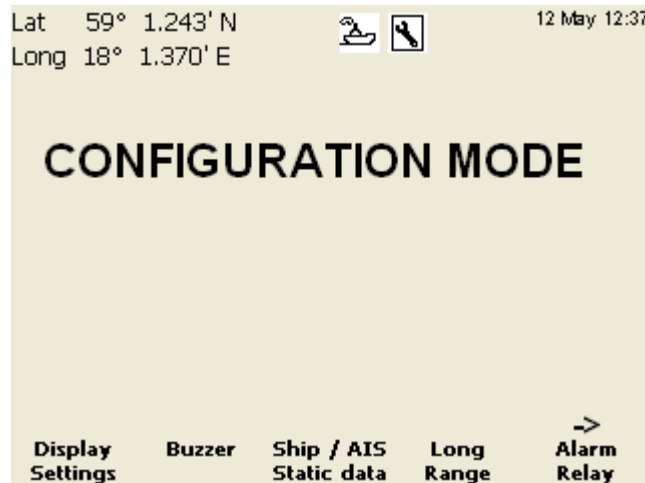 Lat 59° 1.243' N
12 May 12:37
Long 18° 1.370' E
CONFIGURATION MODE
->
Display Buzzer Ship / AIS Long Alarm
Settings Static data Range Relay